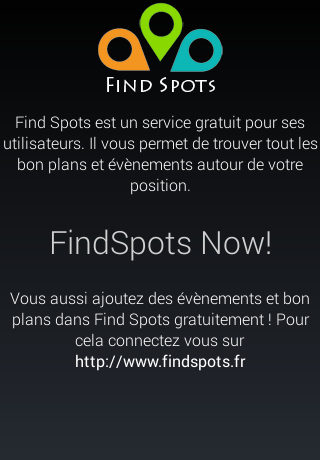 FIND SPOTS
Find Spots est un service gratuit pour ses
utilisateurs. Il vous permet de trouver tout les
bon plans et évènements autour de votre
position.
FindSpots Now!
Vous aussi ajoutez des évènements et bon
plans dans Find Spots gratuitement ! Pour
cela connectez vous sur
http://www.findspots.fr